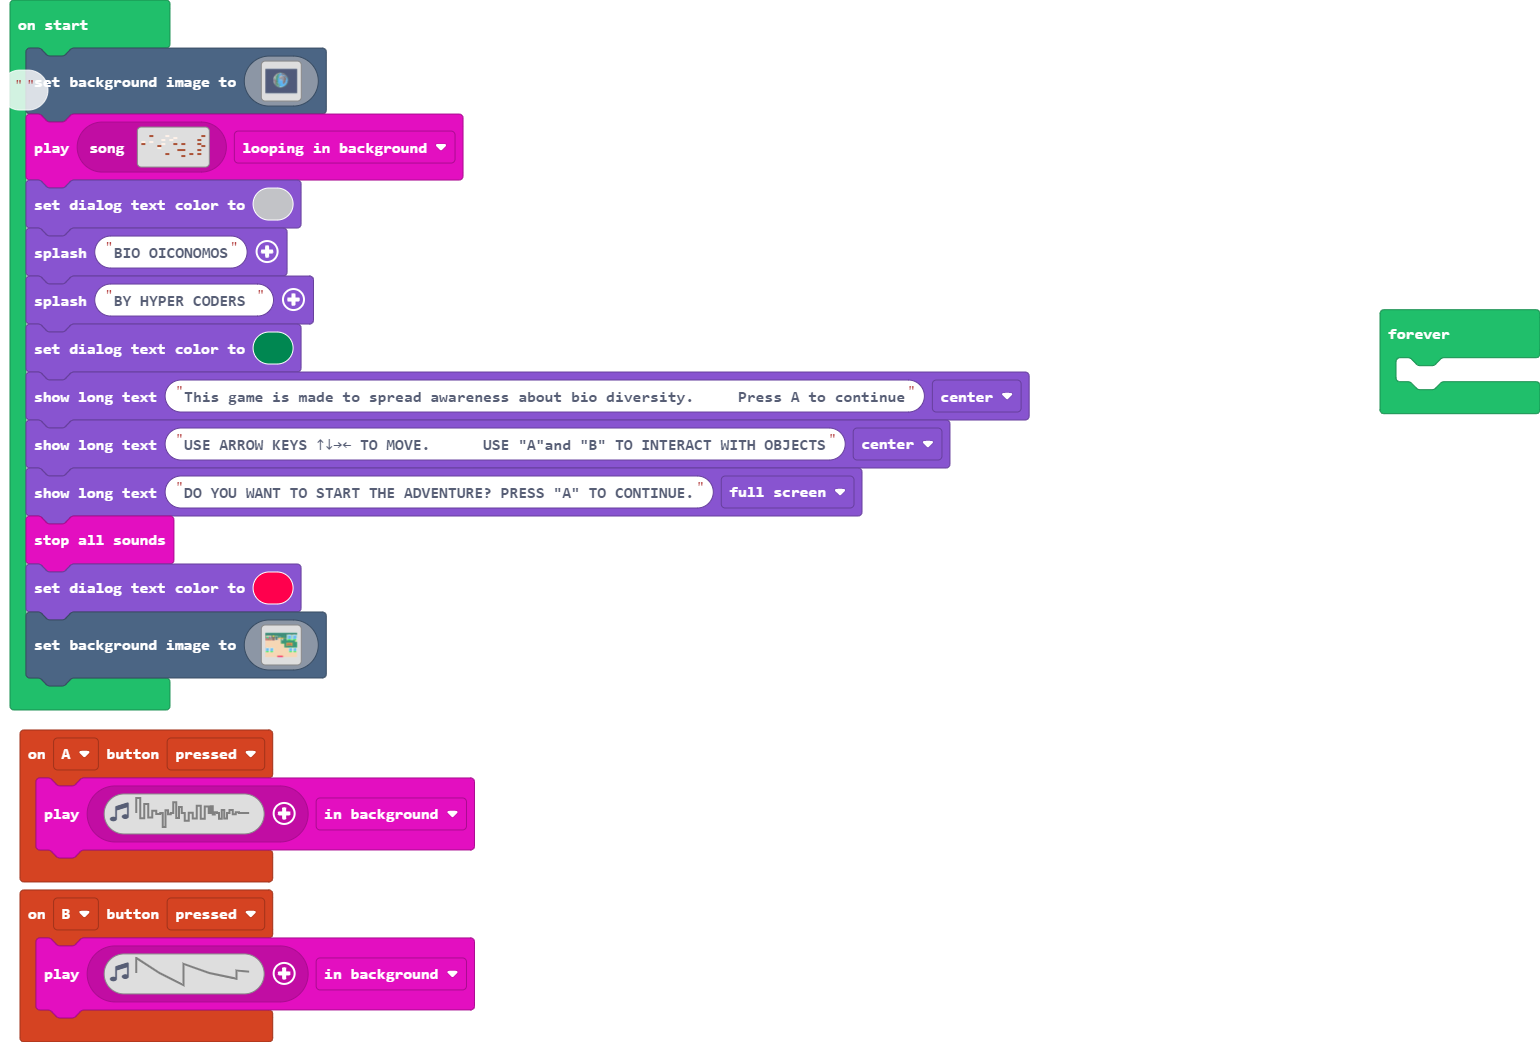 on start
set background image to
" "
play song looping in background
set dialog text color to
splash "BIO OICONOMOS"
splash "BY HYPER CODERS "
set dialog text color to
show long text "This game is made to spread awareness about bio diversity.      Press A to continue" center
show long text "USE ARROW KEYS ↑↓→← TO MOVE.      USE "A"and "B" TO INTERACT WITH OBJECTS" center
show long text "DO YOU WANT TO START THE ADVENTURE? PRESS "A" TO CONTINUE." full screen
stop all sounds
set dialog text color to
set background image to
forever
on A button pressed
play in background
on B button pressed
play in background